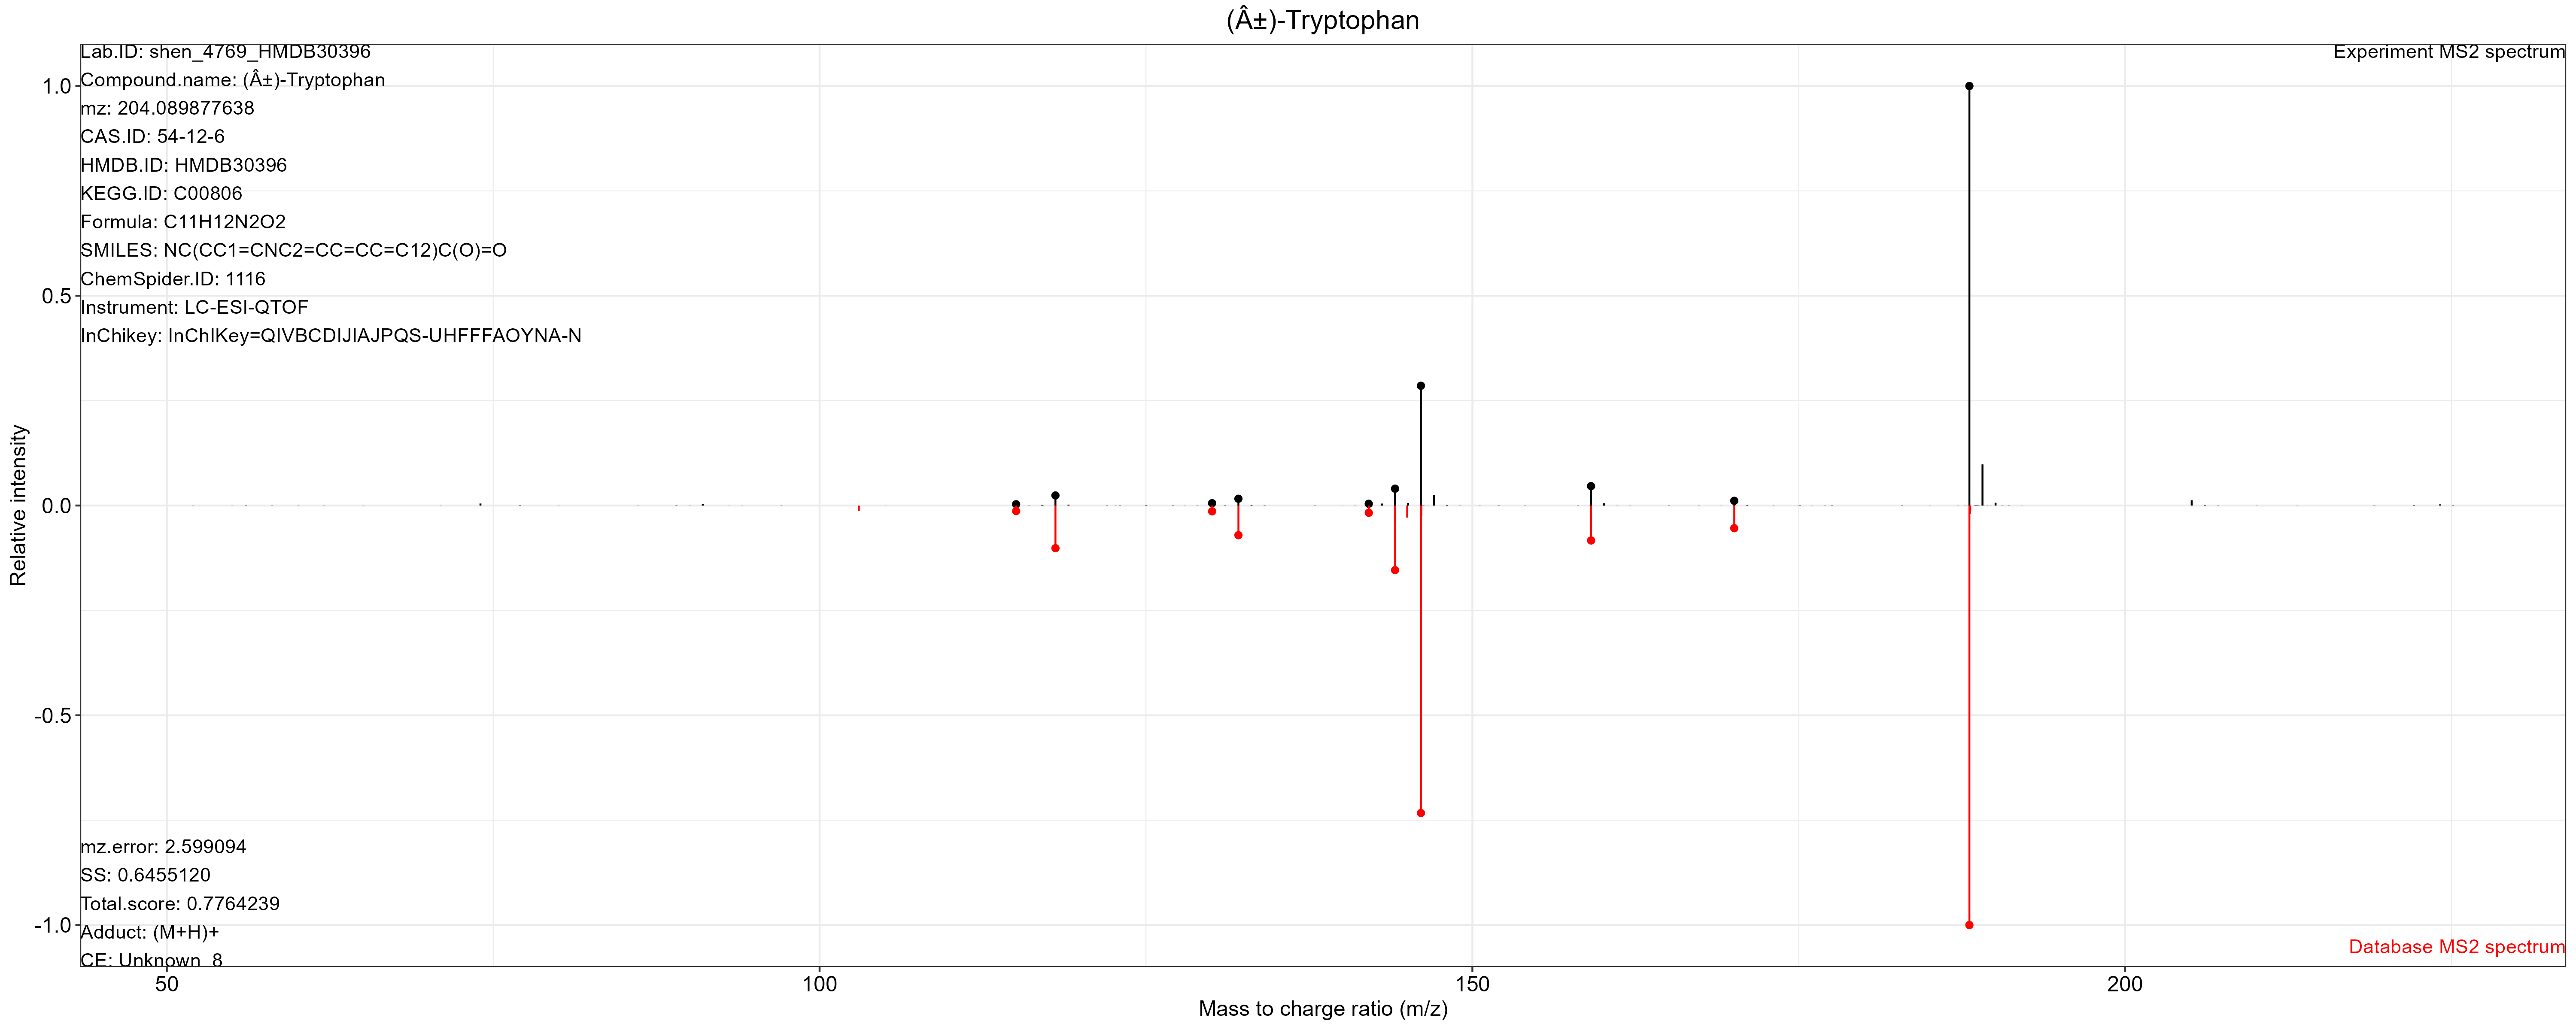 (Â±)-Tryptophan
Lab.ID: shen_4769_HMDB30396
Experiment MS2 spectrum
Compound.name: (Â±)-Tryptophan
mz: 204.089877638
CAS.ID: 54-12-6
HMDB.ID: HMDB30396
KEGG.ID: C00806
Formula: C11H12N2O2
SMILES: NC(CC1=CNC2=CC=CC=C12)C(O)=O
ChemSpider.ID: 1116
Instrument: LC-ESI-QTOF
InChikey: InChIKey=QIVBCDIJIAJPQS-UHFFFAOYNA-N
1.0
0.5
0.0
-0.5
-1.0
Relative intensity
mz.error: 2.599094
SS: 0.6455120
Total.score: 0.7764239
Adduct: (M+H)+
CE: Unknown_8
Database MS2 spectrum
50
100
150
200
Mass to charge ratio (m/z)